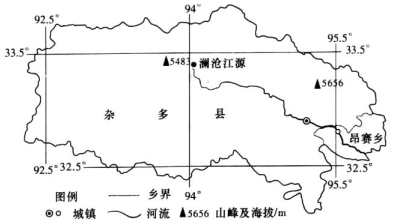 92.5°
94°
95.5°
33.5°
33.5°
▲5483
澜沧江源
▲5656
杂 多 县
昂赛乡
32.5°
32.5°
92.5°
94°
95.5°
图例
乡界
城镇
河流
▲5656 山峰及海拔/m